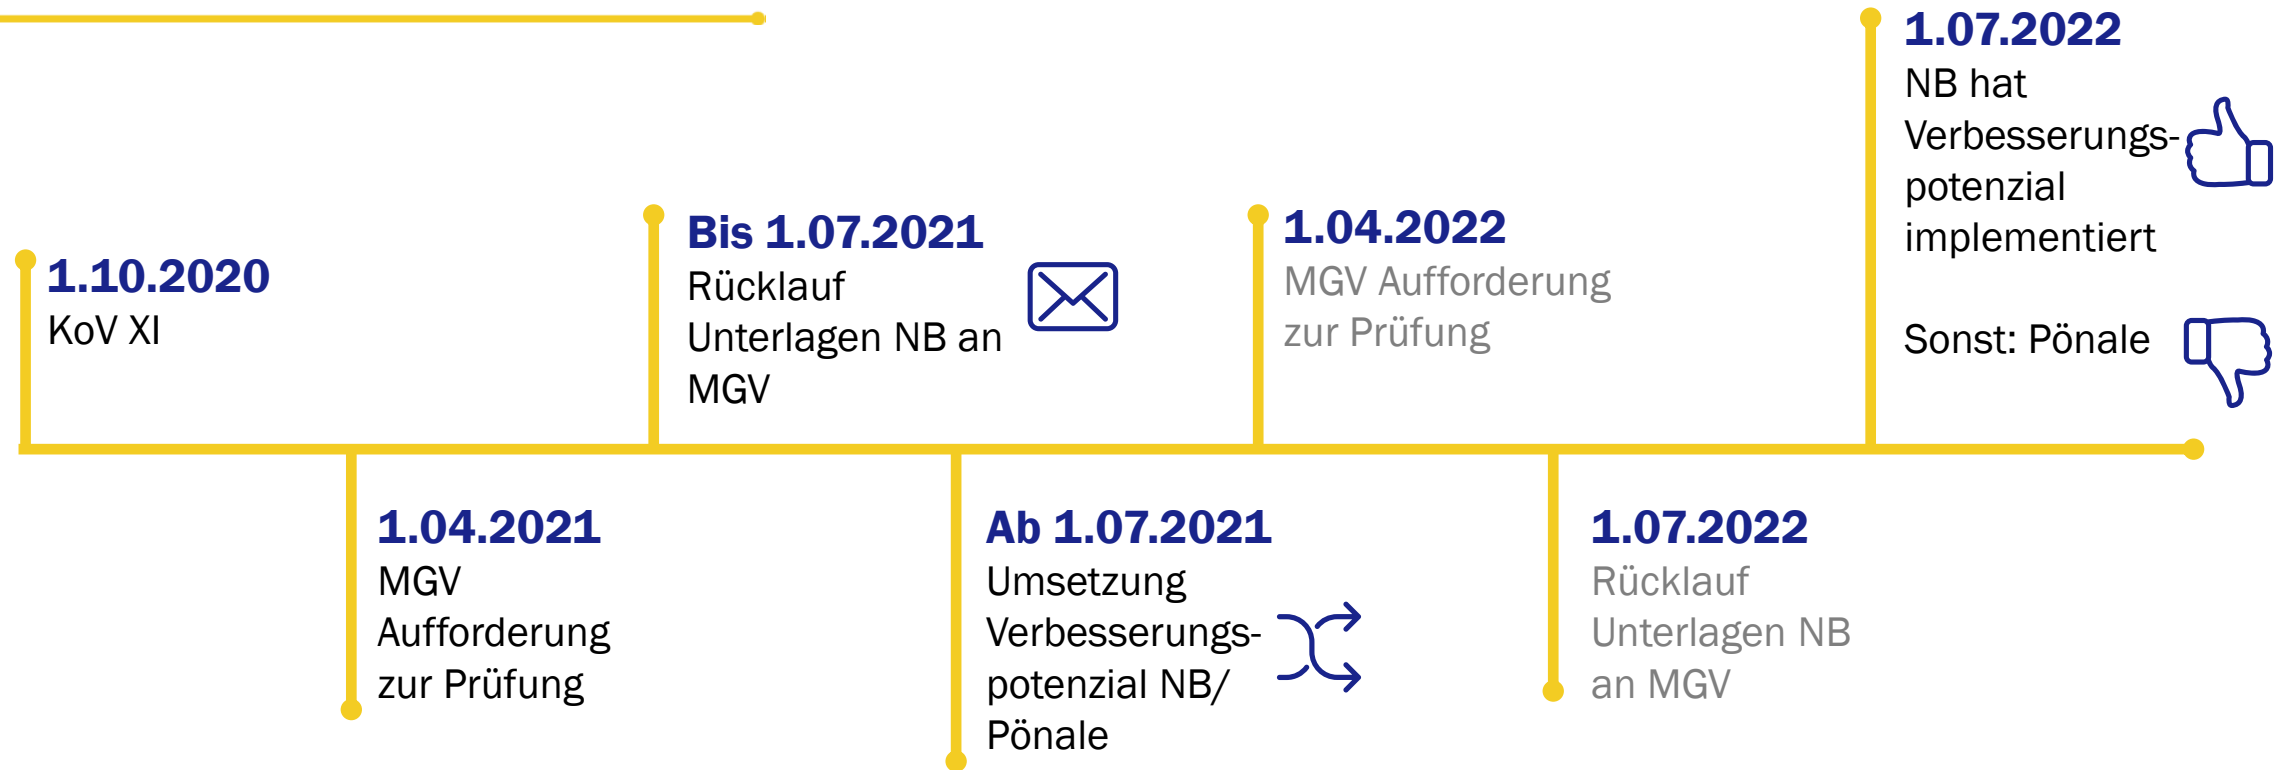 1.10.2020
KoV XI
1.04.2021
MGV
Aufforderung
zur Prüfung
Bis 1.07.2021
Rücklauf
Unterlagen NB an
MGV
Ab 1.07.2021
Umsetzung
Verbesserungs-
potenzial NB/
Pönale
1.04.2022
MGV Aufforderung
zur Prüfung
1.07.2022
Rücklauf
Unterlagen NB
an MGV
1.07.2022
NB hat
Verbesserungs-
potenzial
implementiert
Sonst: Pönale